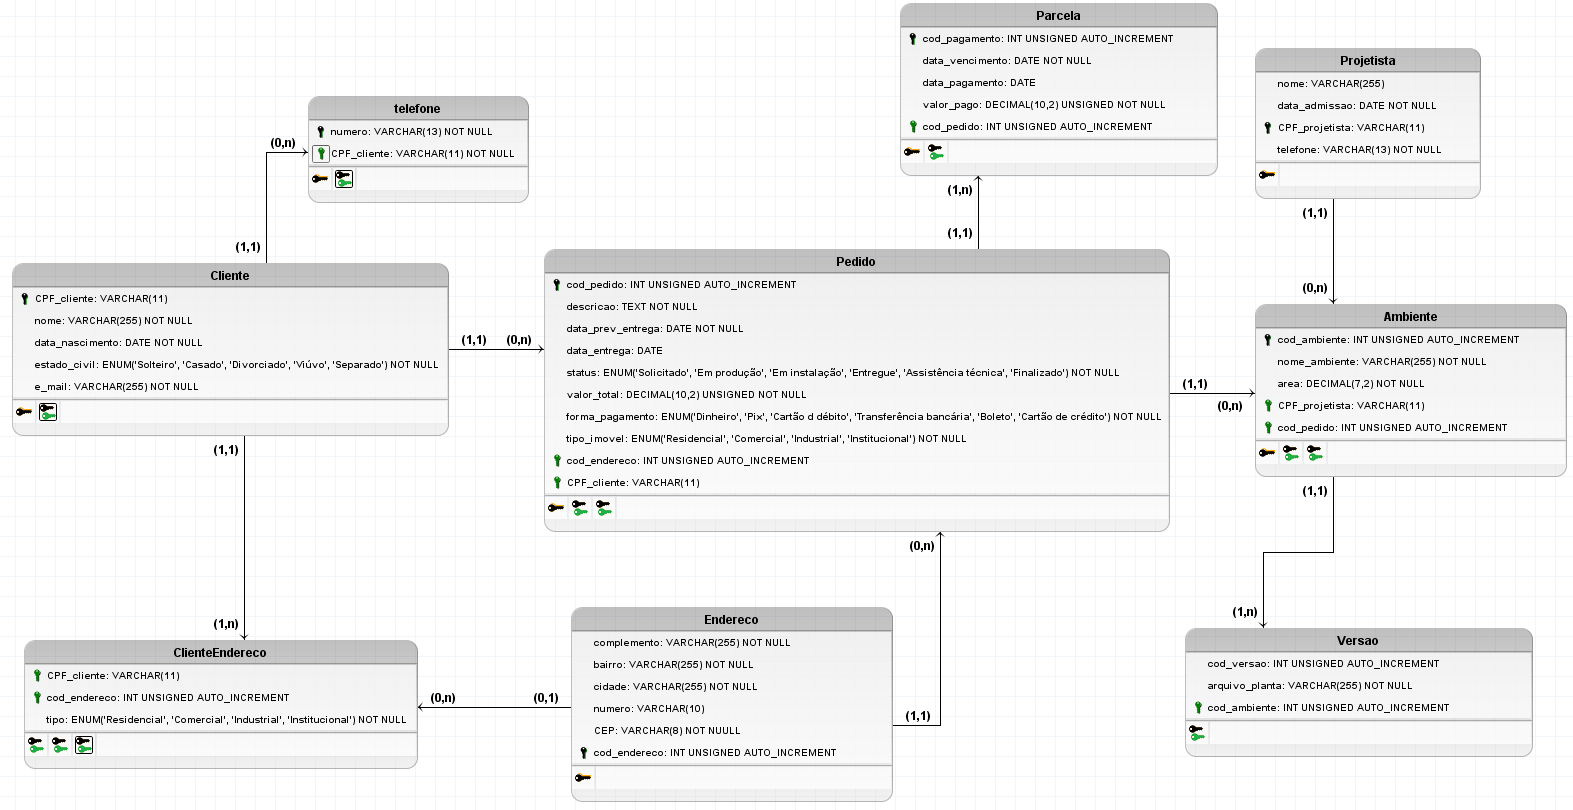 Parcela
cod_pagamento: INT UNSIGNED AUTO_INCREMENT
data_vencimento: DATE NOT NULL
data_pagamento: DATE
valor_pago: DECIMAL(10,2) UNSIGNED NOT NULL
cod_pedido: INT UNSIGNED AUTO_INCREMENT
(1,n)
(1,1)
Projetista
nome: VARCHAR(255)
data_admissao: DATE NOT NULL
CPF_projetista: VARCHAR(11)
telefone: VARCHAR(13) NOT NULL
(1,1)
(0,n)
telefone
numero: VARCHAR(13) NOT NULL
CPF_cliente: VARCHAR(11) NOT NULL
(0,n)
(1,1)
Cliente
CPF_cliente: VARCHAR(11)
nome: VARCHAR(255) NOT NULL
data_nascimento: DATE NOT NULL
estado_civil: ENUM('Solteiro', 'Casado', 'Divorciado', 'Viúvo', 'Separado') NOT NULL
e_mail: VARCHAR(255) NOT NULL
(1,1)
(0,n)
Pedido
cod_pedido: INT UNSIGNED AUTO_INCREMENT
descricao: TEXT NOT NULL
data_prev_entrega: DATE NOT NULL
data_entrega: DATE
status: ENUM('Solicitado', 'Em produção', 'Em instalação', 'Entregue', 'Assistência técnica', 'Finalizado') NOT NULL
valor_total: DECIMAL(10,2) UNSIGNED NOT NULL
forma_pagamento: ENUM('Dinheiro', 'Pix', 'Cartão d débito', 'Transferência bancária', 'Boleto', 'Cartão de crédito') NOT NULL
tipo_imovel: ENUM('Residencial', 'Comercial', 'Industrial', 'Institucional') NOT NULL
cod_endereco: INT UNSIGNED AUTO_INCREMENT
CPF_cliente: VARCHAR(11)
(1,1)
(0,n)
Ambiente
cod_ambiente: INT UNSIGNED AUTO_INCREMENT
nome_ambiente: VARCHAR(255) NOT NULL
area: DECIMAL(7,2) NOT NULL
CPF_projetista: VARCHAR(11)
cod_pedido: INT UNSIGNED AUTO_INCREMENT
(1,1)
(1,n)
(1,1)
(1,n)
ClienteEndereco
CPF_cliente: VARCHAR(11)
cod_endereco: INT UNSIGNED AUTO_INCREMENT
tipo: ENUM('Residencial', 'Comercial', 'Industrial', 'Institucional') NOT NULL
(0,n)
(0,1)
Endereco
complemento: VARCHAR(255) NOT NULL
bairro: VARCHAR(255) NOT NULL
cidade: VARCHAR(255) NOT NULL
numero: VARCHAR(10)
CEP: VARCHAR(8) NOT NUULL
cod_endereco: INT UNSIGNED AUTO_INCREMENT
(0,n)
(1,1)
Versao
cod_versao: INT UNSIGNED AUTO_INCREMENT
arquivo_planta: VARCHAR(255) NOT NULL
cod_ambiente: INT UNSIGNED AUTO_INCREMENT